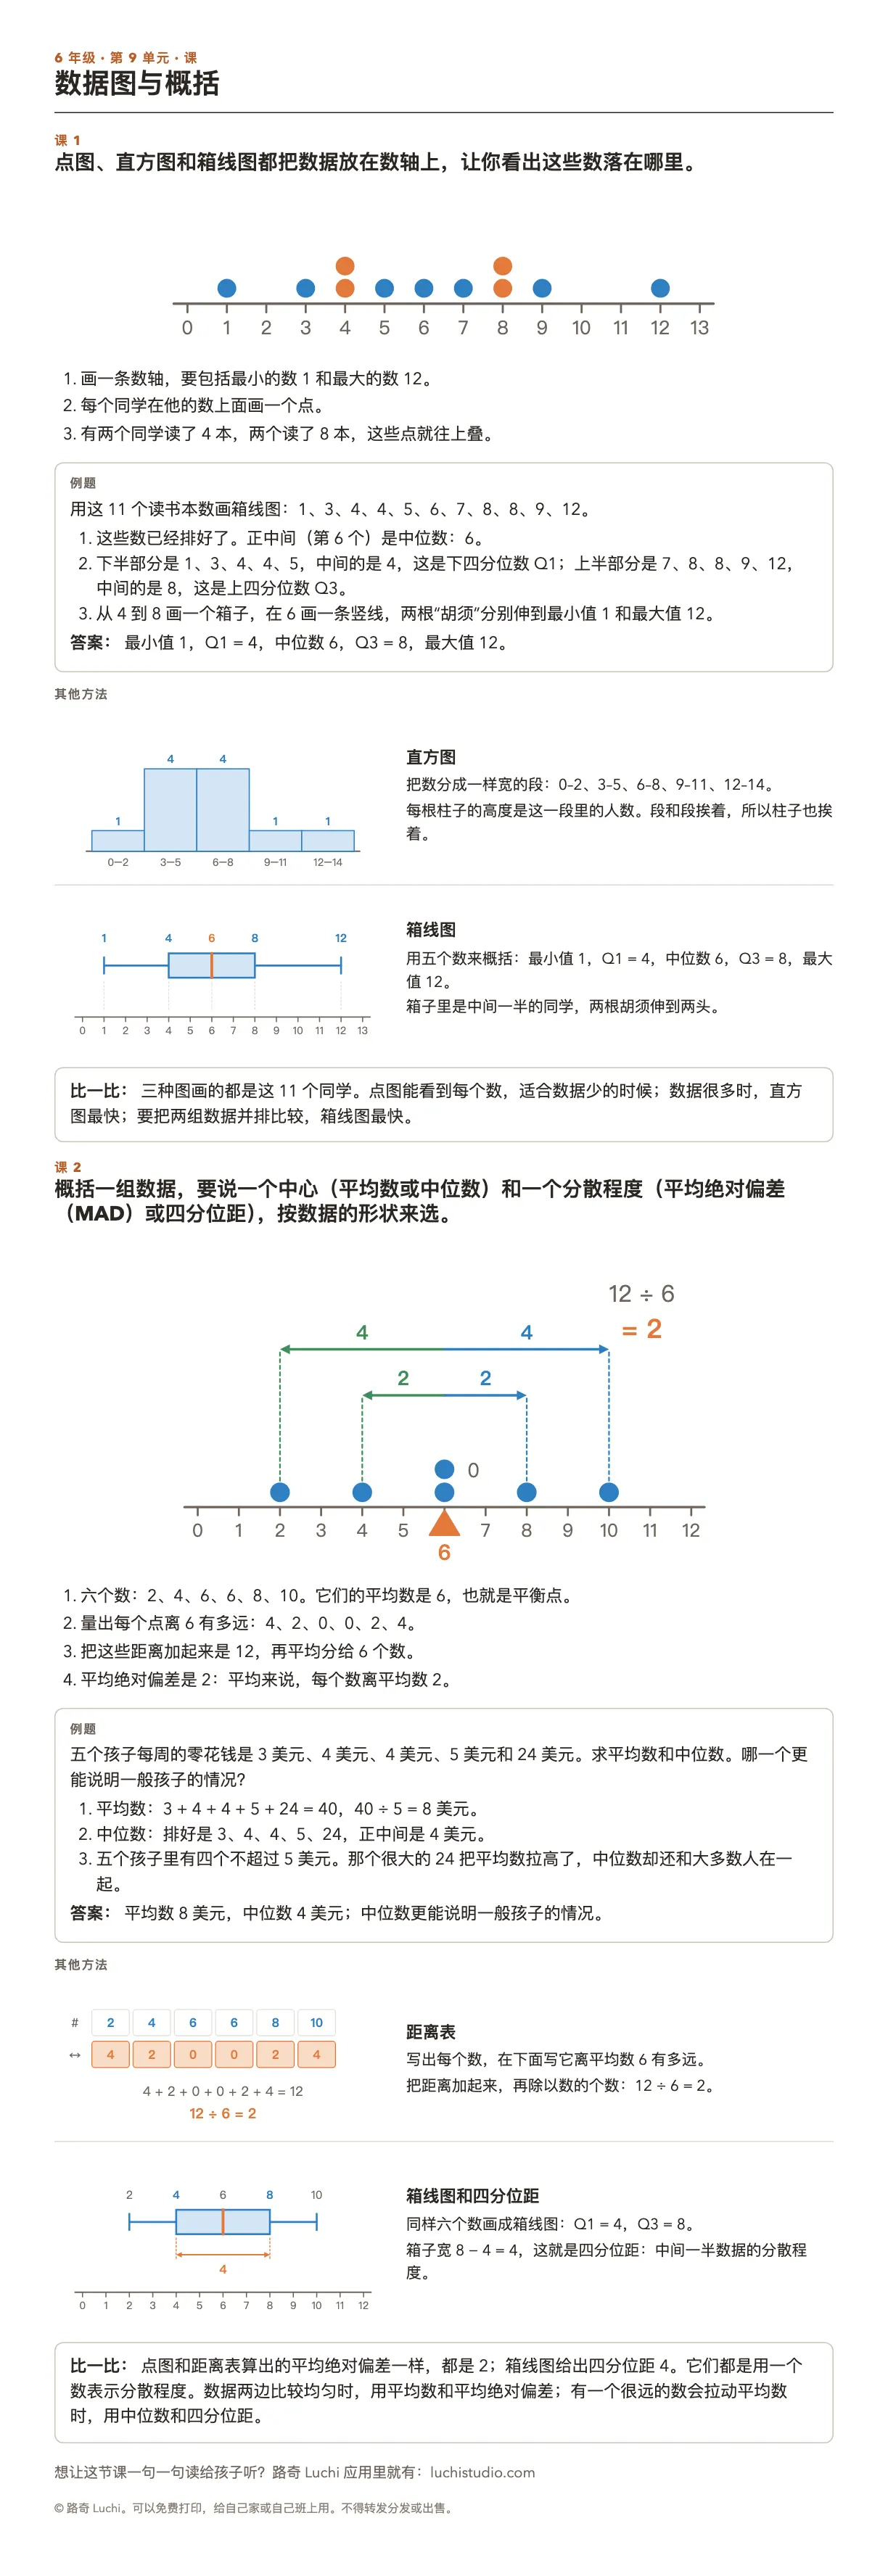 6 年级 · 第 9 单元 · 课
数据图与概括
课 1
点图、直方图和箱线图都把数据放在数轴上，让你看出这些数落在哪里。
0 1 2 3 4 5 6 7 8 9 10 11 12 13
1. 画一条数轴，要包括最小的数 1 和最大的数 12。
2. 每个同学在他的数上面画一个点。
3. 有两个同学读了 4 本，两个读了 8 本，这些点就往上叠。
例题
用这 11 个读书本数画箱线图：1、3、4、4、5、6、7、8、8、9、12。
1. 这些数已经排好了。正中间（第 6 个）是中位数：6。
2. 下半部分是 1、3、4、4、5，中间的是 4，这是下四分位数 Q1；上半部分是 7、8、8、9、12，
中间的是 8，这是上四分位数 Q3。
3. 从 4 到 8 画一个箱子，在 6 画一条竖线，两根“胡须”分别伸到最小值 1 和最大值 12。
答案： 最小值 1，Q1 = 4，中位数 6，Q3 = 8，最大值 12。
其他方法
1 4 4 1 1
0–2 3–5 6–8 9–11 12–14
直方图
把数分成一样宽的段：0–2、3–5、6–8、9–11、12–14。
每根柱子的高度是这一段里的人数。段和段挨着，所以柱子也挨
着。
1 4 6 8 12
0 1 2 3 4 5 6 7 8 9 10 11 12 13
箱线图
用五个数来概括：最小值 1，Q1 = 4，中位数 6，Q3 = 8，最大
值 12。
箱子里是中间一半的同学，两根胡须伸到两头。
比一比： 三种图画的都是这 11 个同学。点图能看到每个数，适合数据少的时候；数据很多时，直方
图最快；要把两组数据并排比较，箱线图最快。
课 2
概括一组数据，要说一个中心（平均数或中位数）和一个分散程度（平均绝对偏差
（MAD）或四分位距），按数据的形状来选。
12 ÷ 6
= 2
4 4
2 2
0
0 1 2 3 4 5 7 8 9 10 11 12
6
1. 六个数：2、4、6、6、8、10。它们的平均数是 6，也就是平衡点。
2. 量出每个点离 6 有多远：4、2、0、0、2、4。
3. 把这些距离加起来是 12，再平均分给 6 个数。
4. 平均绝对偏差是 2：平均来说，每个数离平均数 2。
例题
五个孩子每周的零花钱是 3 美元、4 美元、4 美元、5 美元和 24 美元。求平均数和中位数。哪一个更
能说明一般孩子的情况？
1. 平均数：3 + 4 + 4 + 5 + 24 = 40，40 ÷ 5 = 8 美元。
2. 中位数：排好是 3、4、4、5、24，正中间是 4 美元。
3. 五个孩子里有四个不超过 5 美元。那个很大的 24 把平均数拉高了，中位数却还和大多数人在一
起。
答案： 平均数 8 美元，中位数 4 美元；中位数更能说明一般孩子的情况。
其他方法
# 2 4 6 6 8 10
↔ 4 2 0 0 2 4
4 + 2 + 0 + 0 + 2 + 4 = 12
12 ÷ 6 = 2
距离表
写出每个数，在下面写它离平均数 6 有多远。
把距离加起来，再除以数的个数：12 ÷ 6 = 2。
2 4 6 8 10
4
0 1 2 3 4 5 6 7 8 9 10 11 12
箱线图和四分位距
同样六个数画成箱线图：Q1 = 4，Q3 = 8。
箱子宽 8 − 4 = 4，这就是四分位距：中间一半数据的分散程
度。
比一比： 点图和距离表算出的平均绝对偏差一样，都是 2；箱线图给出四分位距 4。它们都是用一个
数表示分散程度。数据两边比较均匀时，用平均数和平均绝对偏差；有一个很远的数会拉动平均数
时，用中位数和四分位距。
想让这节课一句一句读给孩子听？路奇 Luchi 应用里就有：luchistudio.com
© 路奇 Luchi。可以免费打印，给自己家或自己班上用。不得转发分发或出售。